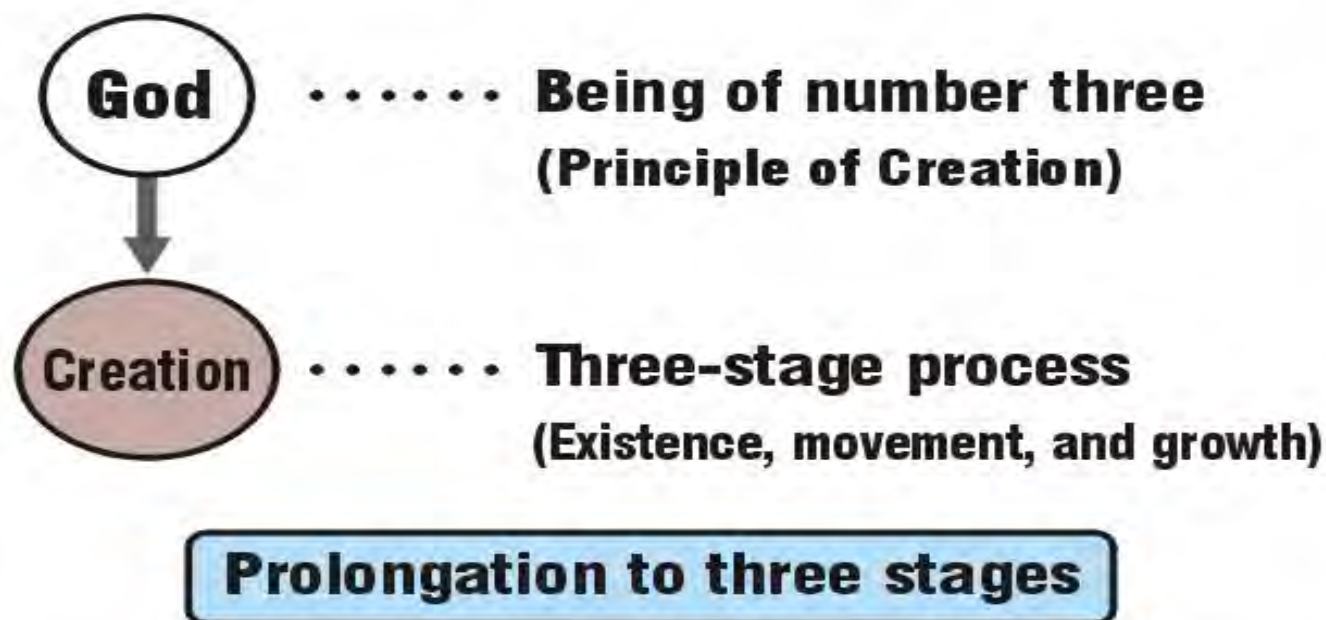 God
Being of number three
(Principle of Creation)
Creation
Three-stage process
(Existence, movement, and growth)
Prolongation to three stages